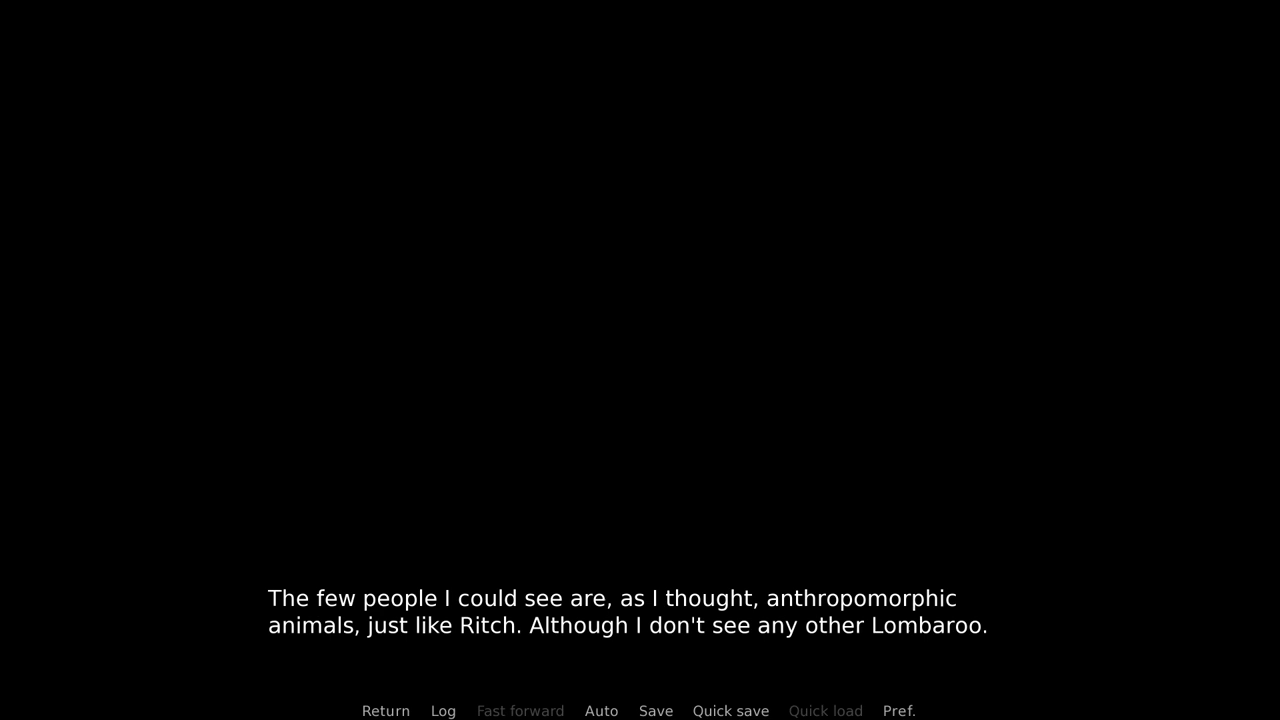 The few people I could see are, as I thought, anthropomorphic
animals, just like Ritch. Although I don't see any other Lombaroo.
Return Log Fast forward Auto Save Quick save Quick load Pref.